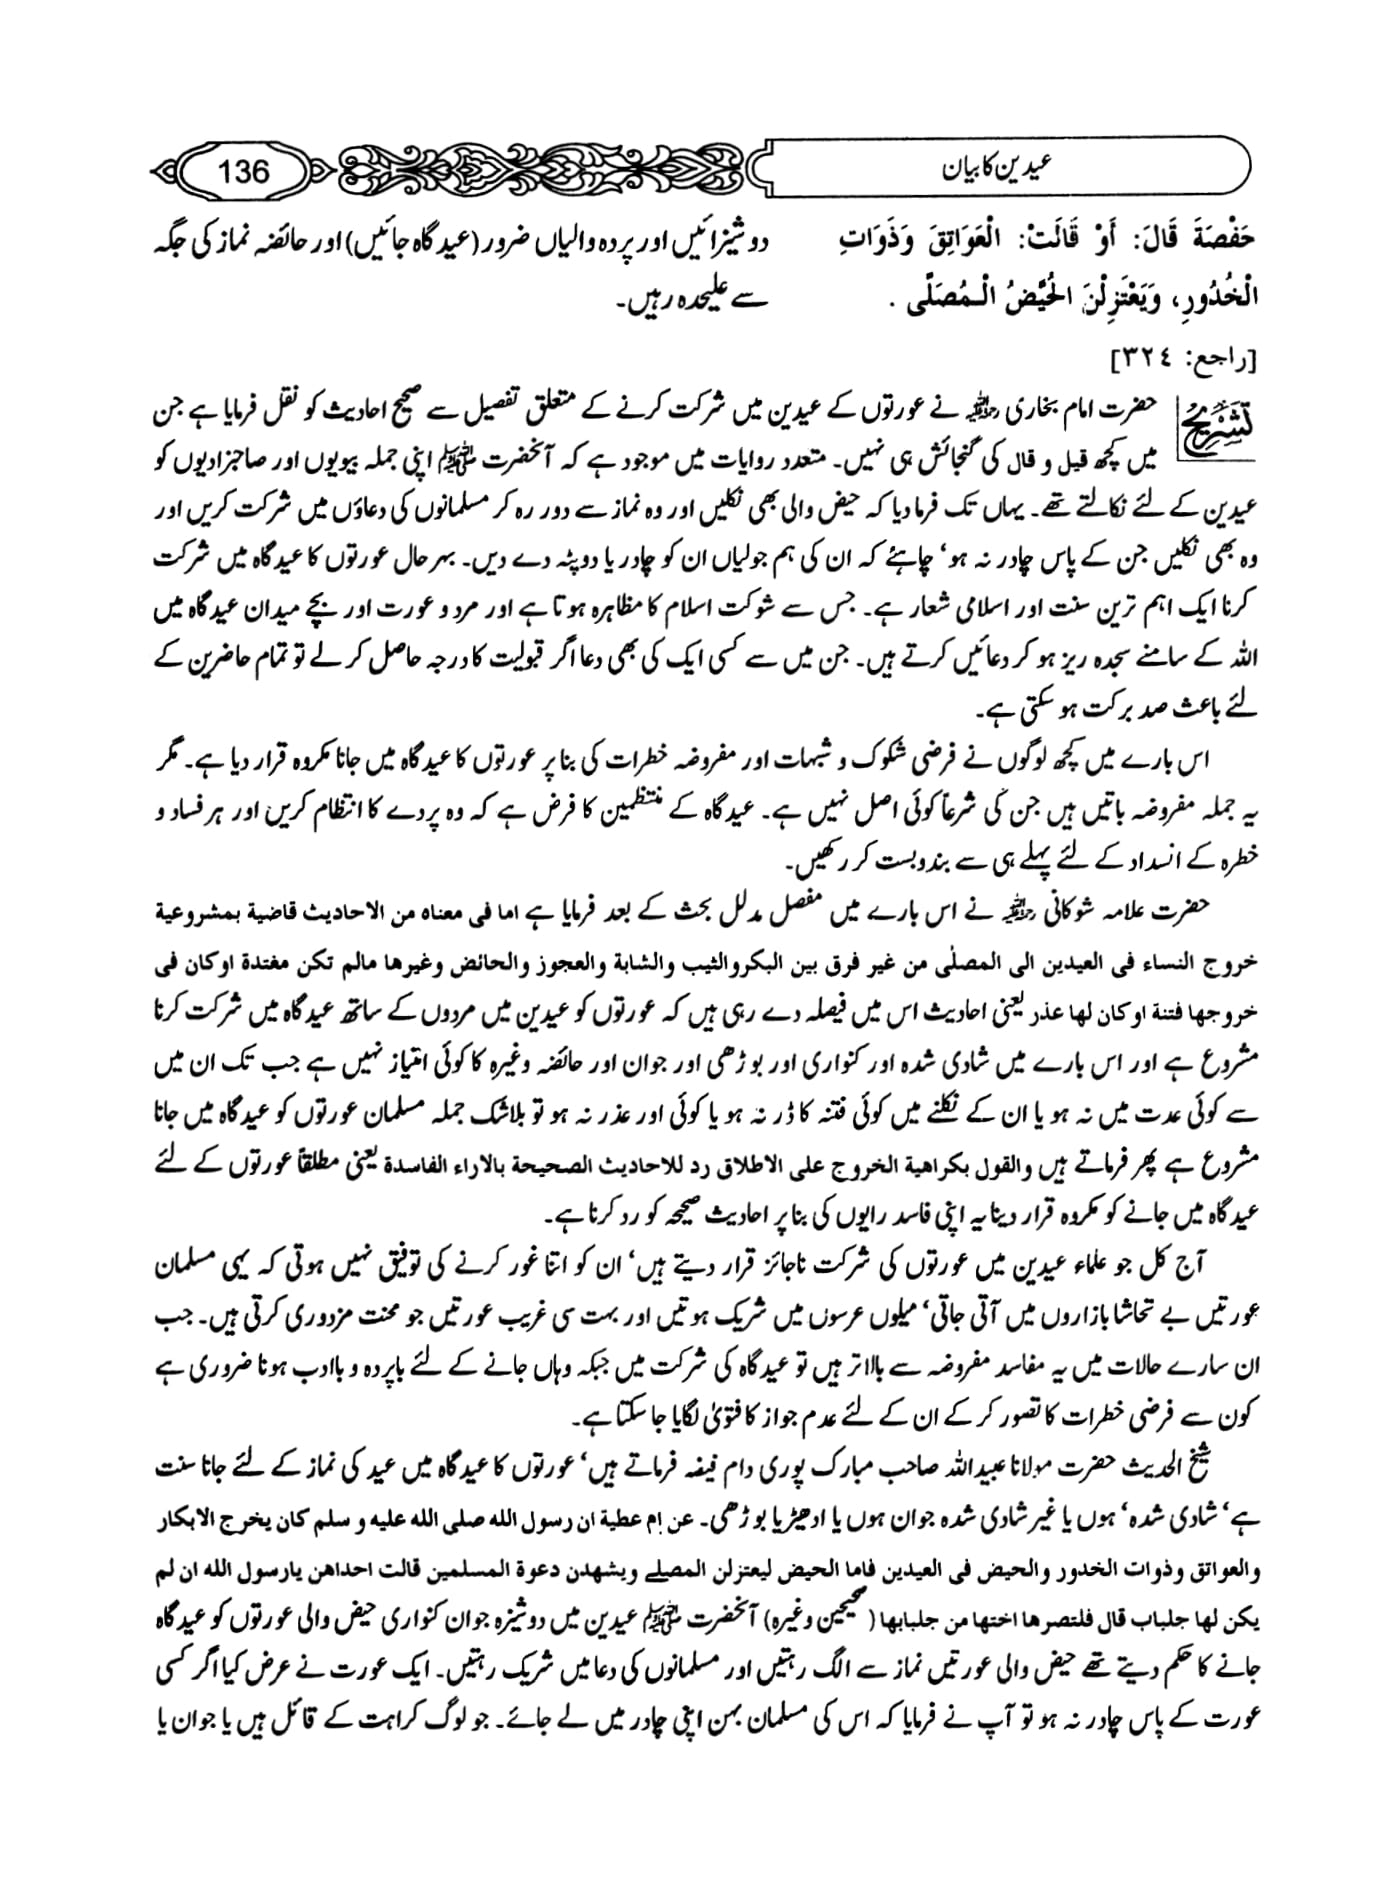 136
عیدین کا بیان
حَفْصَةَ قَالَ: أَوْ قَالَتْ: الْعَوَاتِقَ وَذَوَاتِ
الْخُدُورِ، وَيَعْتَزِلْنَ الْحُيَّضُ الْـمُصَلَّى .
[راجع: ٣٢٤]
دوشیزائیں اور پردہ والیاں ضرور (عیدگاہ جائیں) اور حائضہ نماز کی جگہ
سے علیحدہ رہیں۔
تشریح
حضرت امام بخاری رحمہ اللہ نے عورتوں کے عیدین میں شرکت کرنے کے متعلق تفصیل سے صحیح احادیث کو نقل فرمایا ہے جن
میں کچھ قیل و قال کی گنجائش ہی نہیں۔ متعدد روایات میں موجود ہے کہ آنحضرت ﷺ اپنی جملہ بیویوں اور صاحبزادیوں کو
عیدین کے لئے نکالتے تھے۔ یہاں تک فرما دیا کہ حیض والی بھی نکلیں اور وہ نماز سے دور رہ کر مسلمانوں کی دعاؤں میں شرکت کریں اور
وہ بھی نکلیں جن کے پاس چادر نہ ہو‘ چاہئے کہ ان کی ہم جولیاں ان کو چادر یا دوپٹہ دے دیں۔ بہرحال عورتوں کا عیدگاہ میں شرکت
کرنا ایک اہم ترین سنت اور اسلامی شعار ہے۔ جس سے شوکت اسلام کا مظاہرہ ہوتا ہے اور مرد و عورت اور بچے میدان عیدگاہ میں
اللہ کے سامنے سجدہ ریز ہو کر دعائیں کرتے ہیں۔ جن میں سے کسی ایک کی بھی دعا اگر قبولیت کا درجہ حاصل کر لے تو تمام حاضرین کے
لئے باعث صد برکت ہو سکتی ہے۔
اس بارے میں کچھ لوگوں نے فرضی شکوک و شبہات اور مفروضہ خطرات کی بنا پر عورتوں کا عیدگاہ میں جانا مکروہ قرار دیا ہے۔ مگر
یہ جملہ مفروضہ باتیں ہیں جن کی شرعاً کوئی اصل نہیں ہے۔ عیدگاہ کے منتظمین کا فرض ہے کہ وہ پردے کا انتظام کریں اور ہر فساد و
خطرہ کے انسداد کے لئے پہلے ہی سے بندوبست کر رکھیں۔
حضرت علامہ شوکانی رحمہ اللہ نے اس بارے میں مفصل مدلل بحث کے بعد فرمایا ہے اما فی معناہ من الاحادیث قاضیة بمشروعیة
خروج النساء فی العیدین الی المصلٰی من غیر فرق بین البکروالثیب والشابة والعجوز والحائض وغیرها مالم تکن معتدة اوکان فی
خروجها فتنة اوکان لها عذر یعنی احادیث اس میں فیصلہ دے رہی ہیں کہ عورتوں کو عیدین میں مردوں کے ساتھ عیدگاہ میں شرکت کرنا
مشروع ہے اور اس بارے میں شادی شدہ اور کنواری اور بوڑھی اور جوان اور حائضہ وغیرہ کا کوئی امتیاز نہیں ہے جب تک ان میں
سے کوئی عدت میں نہ ہو یا ان کے نکلنے میں کوئی فتنہ کا ڈر نہ ہو یا کوئی اور عذر نہ ہو تو بلاشک جملہ مسلمان عورتوں کو عیدگاہ میں جانا
مشروع ہے پھر فرماتے ہیں والقول بکراهیة الخروج علی الاطلاق رد للاحادیث الصحیحة بالاراء الفاسدة یعنی مطلقاً عورتوں کے لئے
عیدگاہ میں جانے کو مکروہ قرار دینا یہ اپنی فاسد رایوں کی بنا پر احادیث صحیحہ کو رد کرنا ہے۔
آج کل جو علماء عیدین میں عورتوں کی شرکت ناجائز قرار دیتے ہیں‘ ان کو اتنا غور کرنے کی توفیق نہیں ہوتی کہ یہی مسلمان
عورتیں بے تحاشا بازاروں میں آتی جاتی‘ میلوں عرسوں میں شریک ہوتیں اور بہت سی غریب عورتیں جو محنت مزدوری کرتی ہیں۔ جب
ان سارے حالات میں یہ مفاسد مفروضہ سے بالاتر ہیں تو عیدگاہ کی شرکت میں جبکہ وہاں جانے کے لئے باپردہ و باادب ہونا ضروری ہے
کون سے فرضی خطرات کا تصور کر کے ان کے لئے عدم جواز کا فتویٰ لگایا جا سکتا ہے۔
شیخ الحدیث حضرت مولانا عبیداللہ صاحب مبارک پوری دام فیضہ فرماتے ہیں‘ عورتوں کا عیدگاہ میں عید کی نماز کے لئے جانا سنت
ہے‘ شادی شدہ‘ ہوں یا غیر شادی شدہ جوان ہوں یا ادھیڑ یا بوڑھی۔ عن ام عطیة ان رسول الله صلی الله علیه و سلم کان یخرج الابکار
والعواتق وذوات الخدور والحیض فی العیدین فاما الحیض لیعتزلن المصلے ویشهدن دعوة المسلمین قالت احداهن یارسول الله ان لم
یکن لها جلباب قال فلتصرها اختها من جلبابها (صحیحین وغیرہ) آنحضرت ﷺ عیدین میں دوشیزہ جوان کنواری حیض والی عورتوں کو عیدگاہ
جانے کا حکم دیتے تھے حیض والی عورتیں نماز سے الگ رہتیں اور مسلمانوں کی دعا میں شریک رہتیں۔ ایک عورت نے عرض کیا اگر کسی
عورت کے پاس چادر نہ ہو تو آپ نے فرمایا کہ اس کی مسلمان بہن اپنی چادر میں لے جائے۔ جو لوگ کراہت کے قائل ہیں یا جوان یا